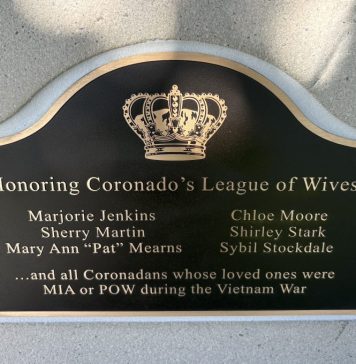 Honoring Coronado's League of Wives
Marjorie Jenkins Chloe Moore
Sherry Martin Shirley Stark
Mary Ann “Pat” Mearns Sybil Stockdale
...and all Coronadans whose loved ones were
MIA or POW during the Vietnam War